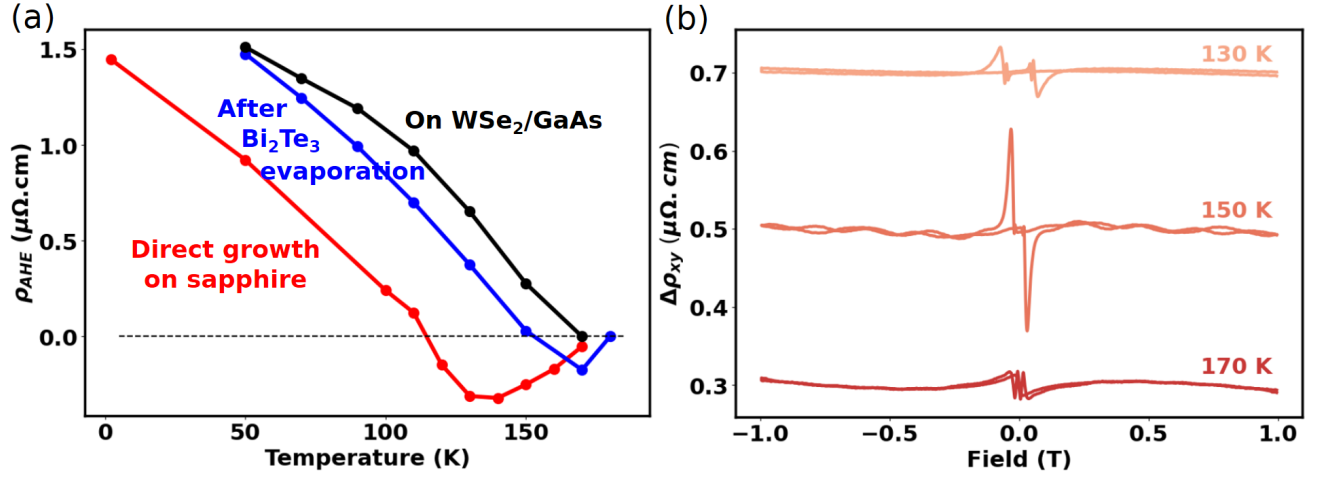 (a)
1.5
1.0
0.5
0.0
ρAHE (μΩ.cm)
After
Bi₂Te₃
evaporation
On WSe₂/GaAs
Direct growth
on sapphire
0
50
100
150
Temperature (K)
(b)
0.7
0.6
0.5
0.4
0.3
Δρxy (μΩ.cm)
130 K
150 K
170 K
−1.0
−0.5
0.0
0.5
1.0
Field (T)